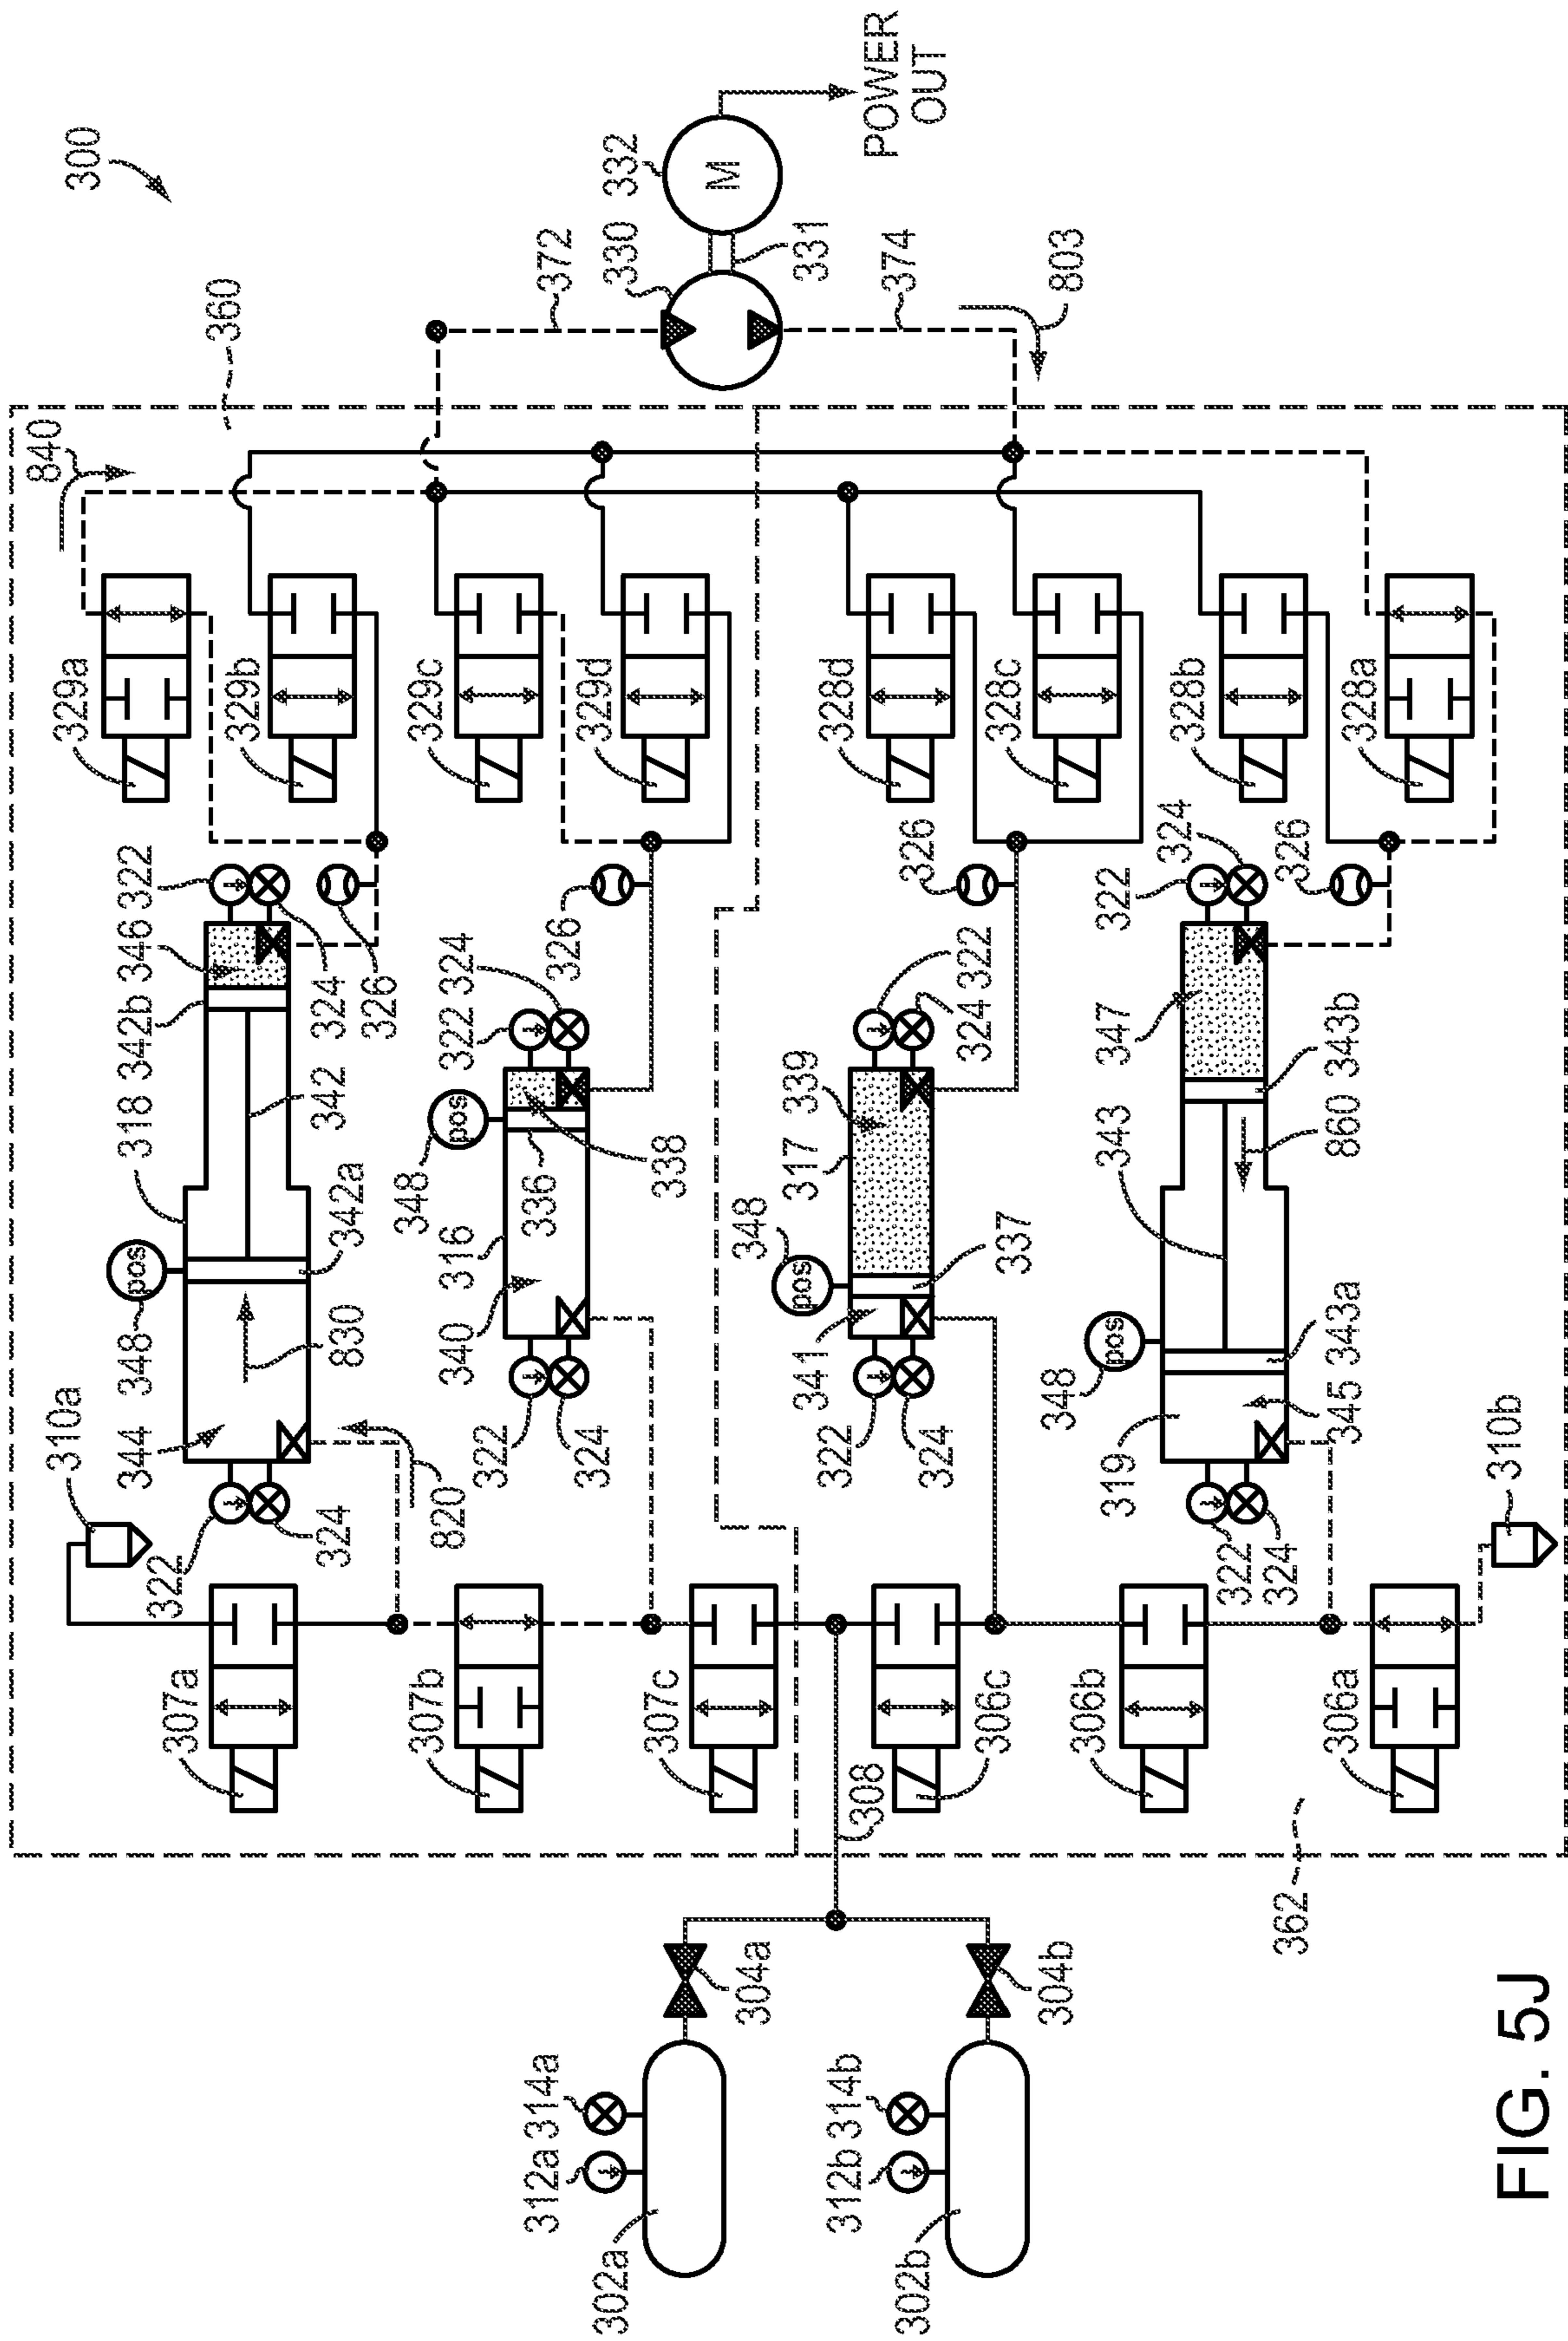 310a
329a
840
300
344
348
318
342b
346
322
pos
322
307a
360
342
329b
324
324
342a
830
324
326
820
307b
340
348
pos
322
324
329c
322
316
326
312a
314a
322
336
329d
372
302a
324
338
330
332
307c
M
304a
348
pos
317
339
331
341
312b
314b
322
328d
326
POWER
308
322
374
OUT
302b
324
324
306c
337
328c
304b
803
348
pos
343
347
306b
322
324
319
328b
362
322
345
343a
860
343b
326
306a
324
328a
310b
FIG. 5J